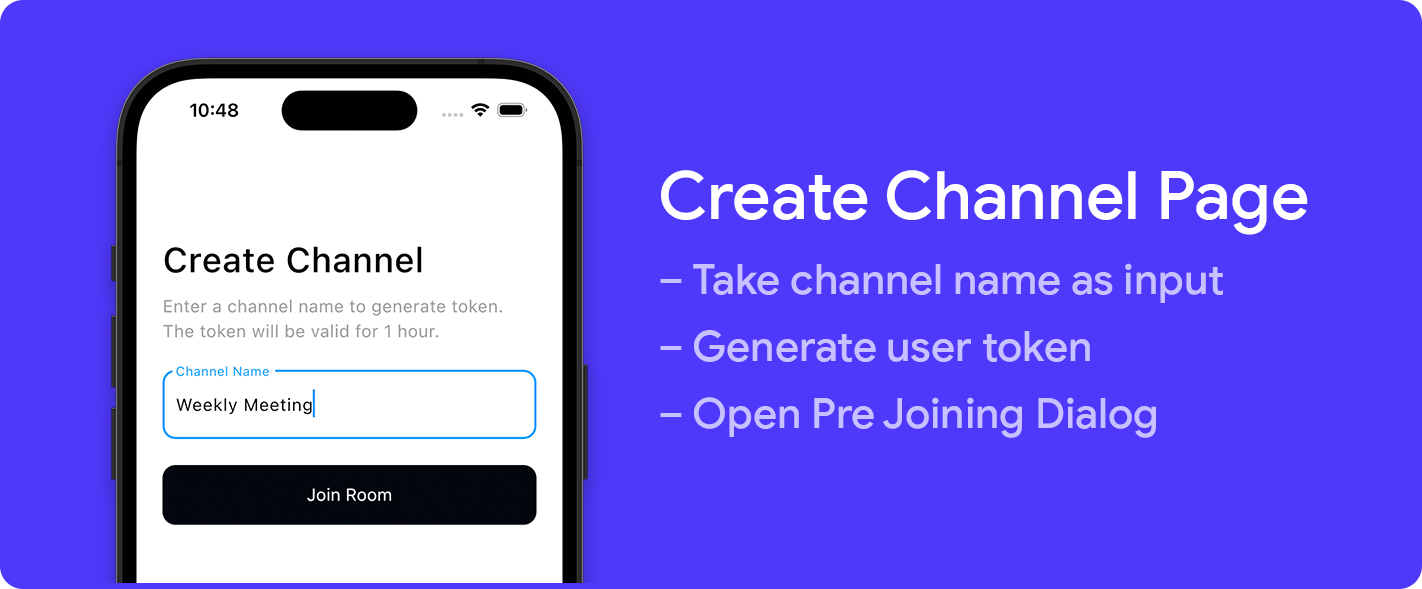 10:48
Create Channel
Enter a channel name to generate token.
The token will be valid for 1 hour.
Channel Name
Weekly Meeting
Join Room
Create Channel Page
– Take channel name as input
– Generate user token
– Open Pre Joining Dialog